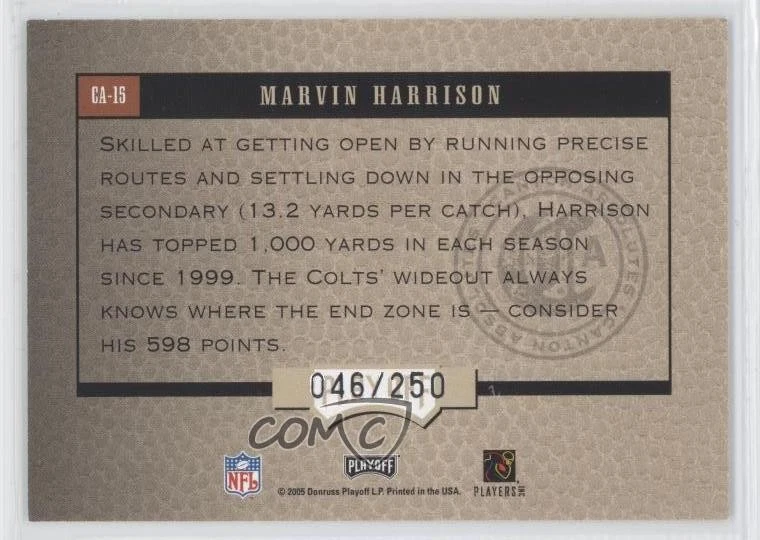 CA-15
MARVIN HARRISON
SKILLED AT GETTING OPEN BY RUNNING PRECISE
ROUTES AND SETTLING DOWN IN THE OPPOSING
SECONDARY (13.2 YARDS PER CATCH), HARRISON
HAS TOPPED 1,000 YARDS IN EACH SEASON
SINCE 1999. THE COLTS' WIDEOUT ALWAYS
KNOWS WHERE THE END ZONE IS — CONSIDER
HIS 598 POINTS.
CANTON ABSOLUTES
046/250
COMC
NFL
PLAYOFF
© 2005 Donruss Playoff L.P. Printed in the USA.
PLAYERS INC